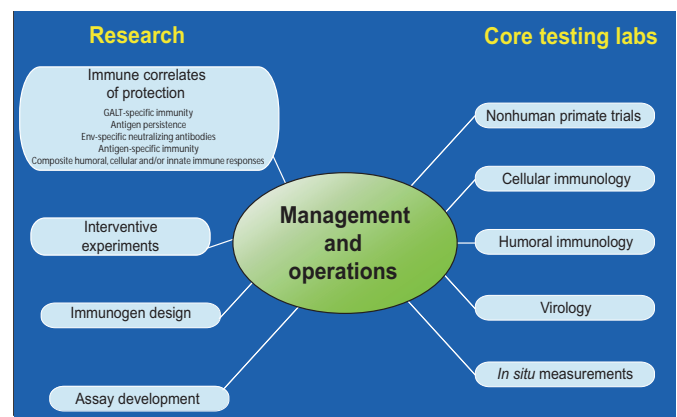 Research
Immune correlates
of protection
GALT-specific immunity
Antigen persistence
Env-specific neutralizing antibodies
Antigen-specific immunity
Composite humoral, cellular and/or innate immune responses
Interventive
experiments
Immunogen design
Assay development
Management
and
operations
Core testing labs
Nonhuman primate trials
Cellular immunology
Humoral immunology
Virology
In situ measurements